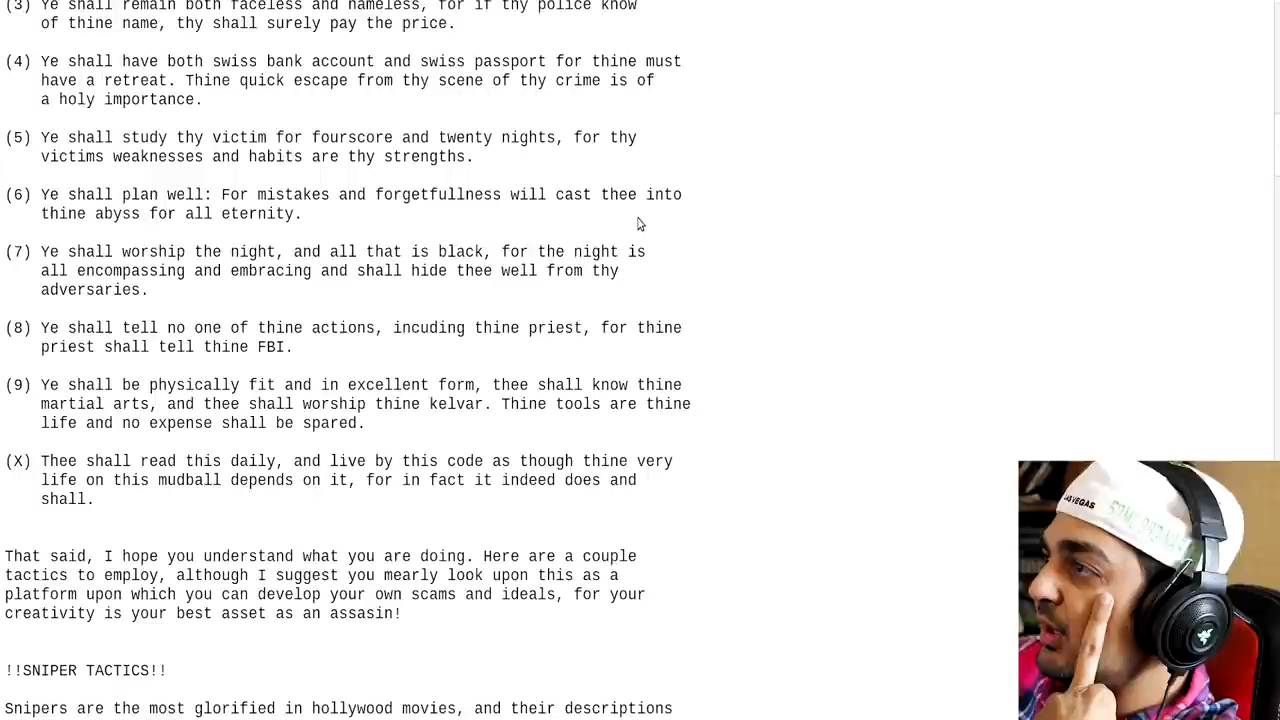 (3) Ye shall remain both faceless and nameless, for if thy police know
of thine name, thy shall surely pay the price.
(4) Ye shall have both swiss bank account and swiss passport for thine must
have a retreat. Thine quick escape from thy scene of thy crime is of
a holy importance.
(5) Ye shall study thy victim for fourscore and twenty nights, for thy
victims weaknesses and habits are thy strengths.
(6) Ye shall plan well: For mistakes and forgetfullness will cast thee into
thine abyss for all eternity.
(7) Ye shall worship the night, and all that is black, for the night is
all encompassing and embracing and shall hide thee well from thy
adversaries.
(8) Ye shall tell no one of thine actions, incuding thine priest, for thine
priest shall tell thine FBI.
(9) Ye shall be physically fit and in excellent form, thee shall know thine
martial arts, and thee shall worship thine kelvar. Thine tools are thine
life and no expense shall be spared.
(X) Thee shall read this daily, and live by this code as though thine very
life on this mudball depends on it, for in fact it indeed does and
shall.
That said, I hope you understand what you are doing. Here are a couple
tactics to employ, although I suggest you mearly look upon this as a
platform upon which you can develop your own scams and ideals, for your
creativity is your best asset as an assasin!
!!SNIPER TACTICS!!
Snipers are the most glorified in hollywood movies, and their descriptions
LAS VEGAS